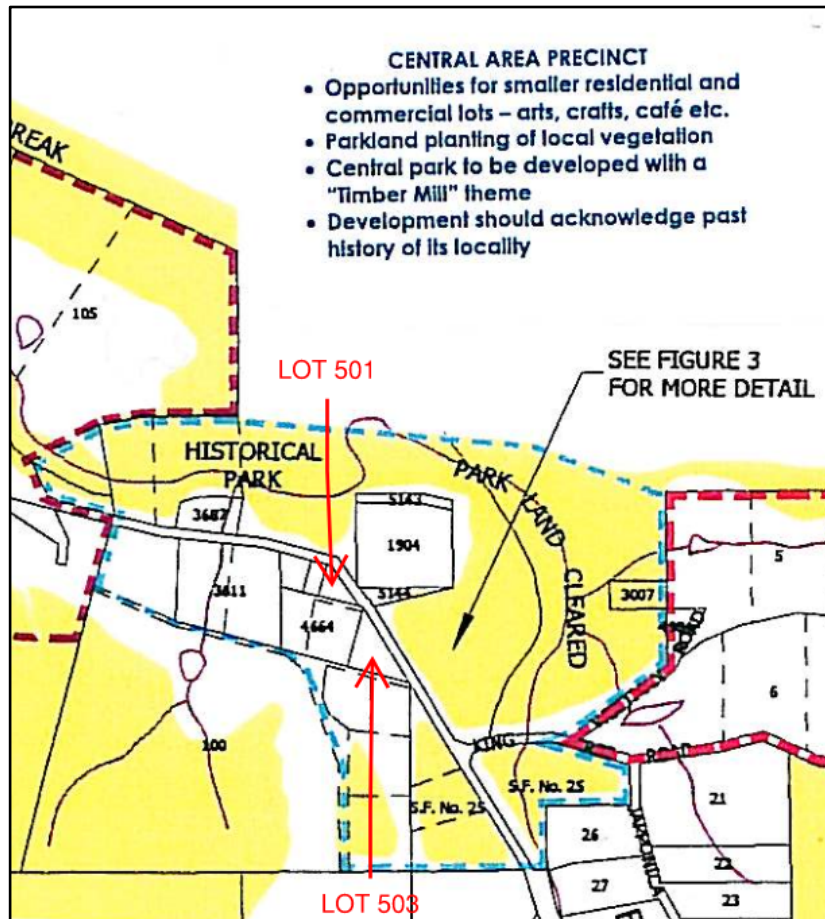 CENTRAL AREA PRECINCT
• Opportunities for smaller residential and
commercial lots – arts, crafts, café etc.
• Parkland planting of local vegetation
• Central park to be developed with a
"Timber Mill" theme
• Development should acknowledge past
history of its locality
REAK
105
LOT 501
SEE FIGURE 3
FOR MORE DETAIL
HISTORICAL
PARK
PARK LAND CLEARED
3687
5143
1904
5
3611
5144
3007
4664
ROAD
6
100
KING
ROAD
S.F. No. 25
S.F. No. 25
21
26
TAPPONITCA
22
27
23
LOT 503